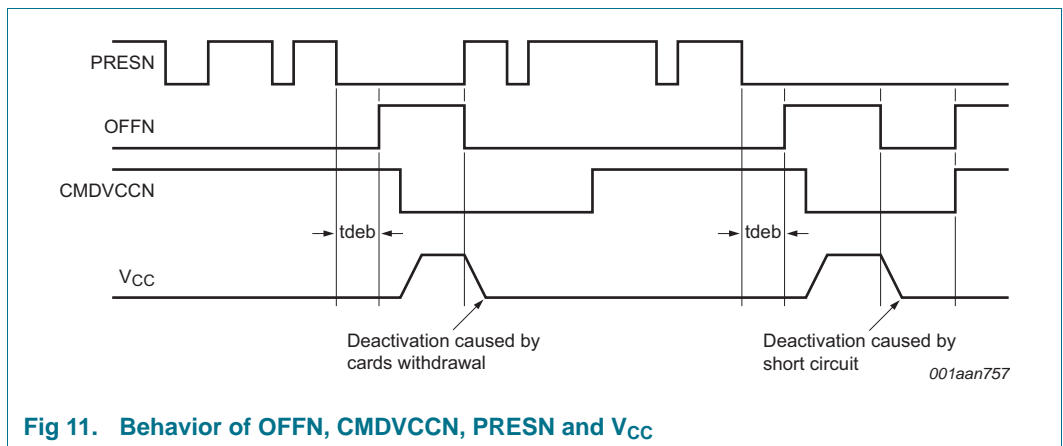 PRESN
OFFN
CMDVCCN
tdeb
tdeb
VCC
Deactivation caused by
cards withdrawal
Deactivation caused by
short circuit
001aan757
Fig 11. Behavior of OFFN, CMDVCCN, PRESN and VCC